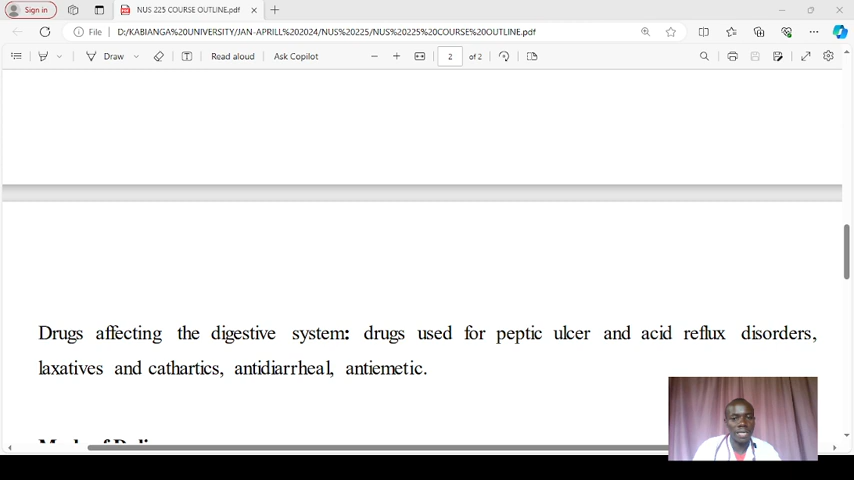 Sign in
NUS 225 COURSE OUTLINE.pdf
File
D:/KABIANGA%20UNIVERSITY/JAN-APRILL%202024/NUS%20225/NUS%20225%20COURSE%20OUTLINE.pdf
Draw
Read aloud
Ask Copilot
2
of 2
Drugs affecting the digestive system: drugs used for peptic ulcer and acid reflux disorders,
laxatives and cathartics, antidiarrheal, antiemetic.